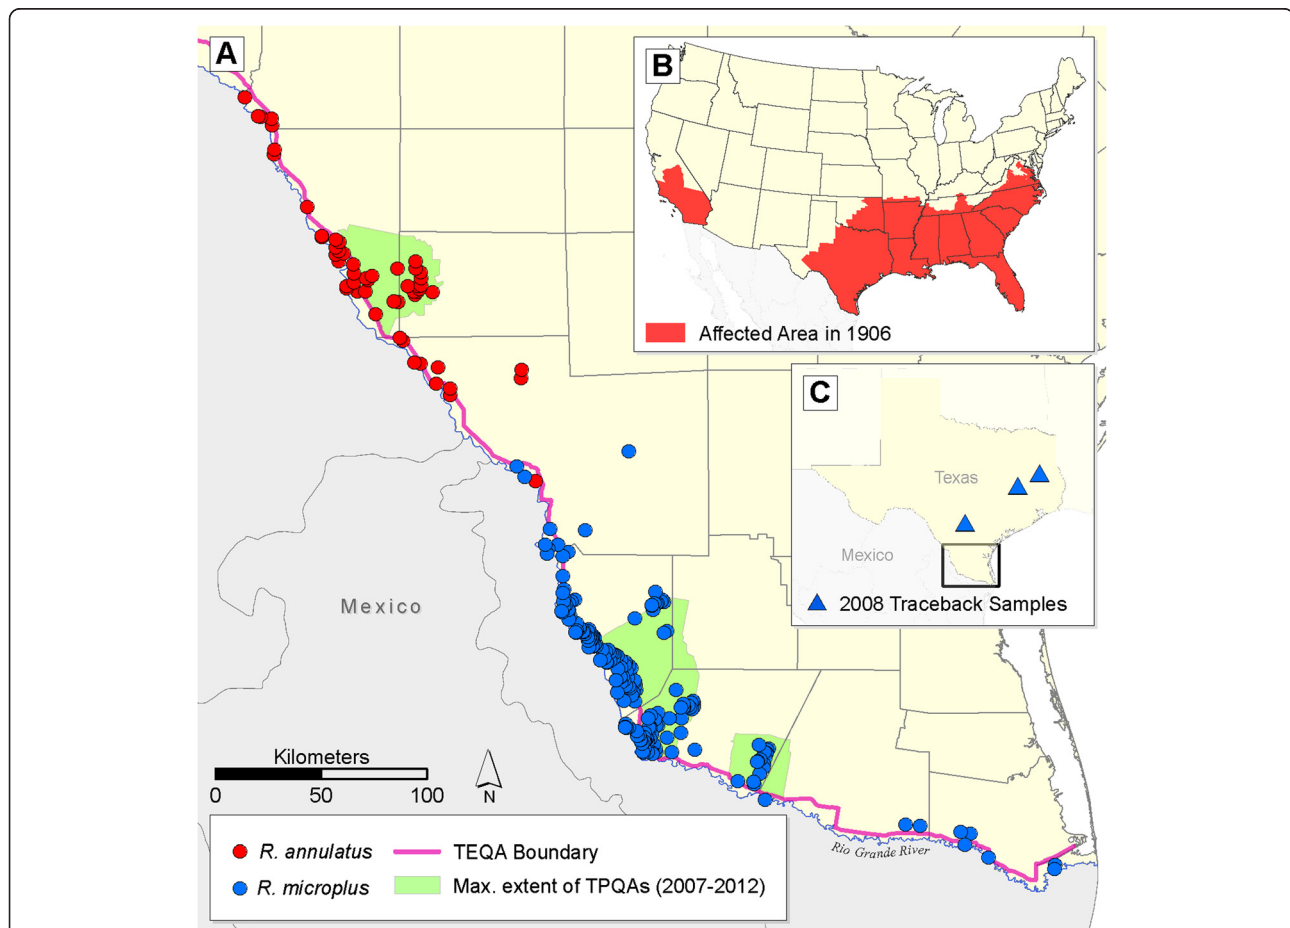 A
B
Affected Area in 1906
C
Texas
Mexico
2008 Traceback Samples
Mexico
Kilometers
0 50 100
N
R. annulatus
TEQA Boundary
R. microplus
Max. extent of TPQAs (2007-2012)
Rio Grande River